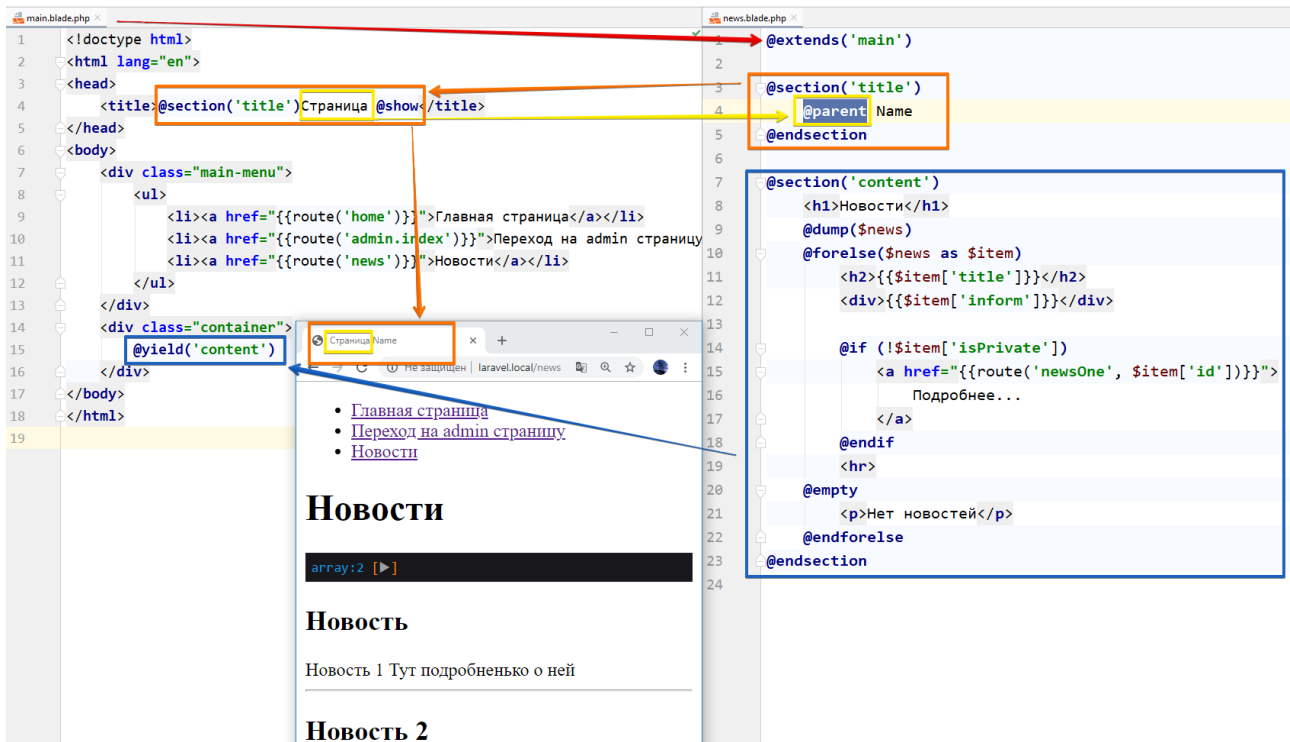 main.blade.php
1 <!doctype html>
2 <html lang="en">
3 <head>
4 <title>@section('title')Страница @show</title>
5 </head>
6 <body>
7 <div class="main-menu">
8 <ul>
9 <li><a href="{{route('home')}}">Главная страница</a></li>
10 <li><a href="{{route('admin.index')}}">Переход на admin страницу
11 <li><a href="{{route('news')}}">Новости</a></li>
12 </ul>
13 </div>
14 <div class="container">
15 @yield('content')
16 </div>
17 </body>
18 </html>
19
news.blade.php
1 @extends('main')
2
3 @section('title')
4 @parent Name
5 @endsection
6
7 @section('content')
8 <h1>Новости</h1>
9 @dump($news)
10 @forelse($news as $item)
11 <h2>{{$item['title']}}</h2>
12 <div>{{$item['inform']}}</div>
13
14 @if (!$item['isPrivate'])
15 <a href="{{route('newsOne', $item['id'])}}">
16 Подробнее...
17 </a>
18 @endif
19 <hr>
20 @empty
21 <p>Нет новостей</p>
22 @endforelse
23 @endsection
24
Страница Name
Не защищен | laravel.local/news
Главная страница
Переход на admin страницу
Новости
Новости
array:2 [▶]
Новость
Новость 1 Тут подробненько о ней
Новость 2